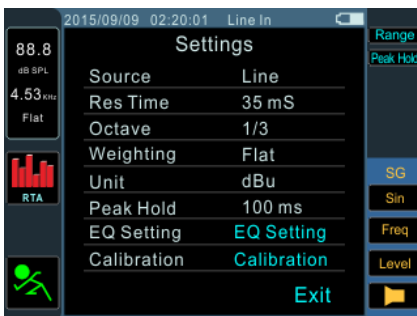 2015/09/09 02:20:01 Line In
88.8
dB SPL
4.53 KHz
Flat
RTA
Settings
Source Line
Res Time 35 mS
Octave 1/3
Weighting Flat
Unit dBu
Peak Hold 100 ms
EQ Setting EQ Setting
Calibration Calibration
Exit
Range
Peak Hold
SG
Sin
Freq
Level